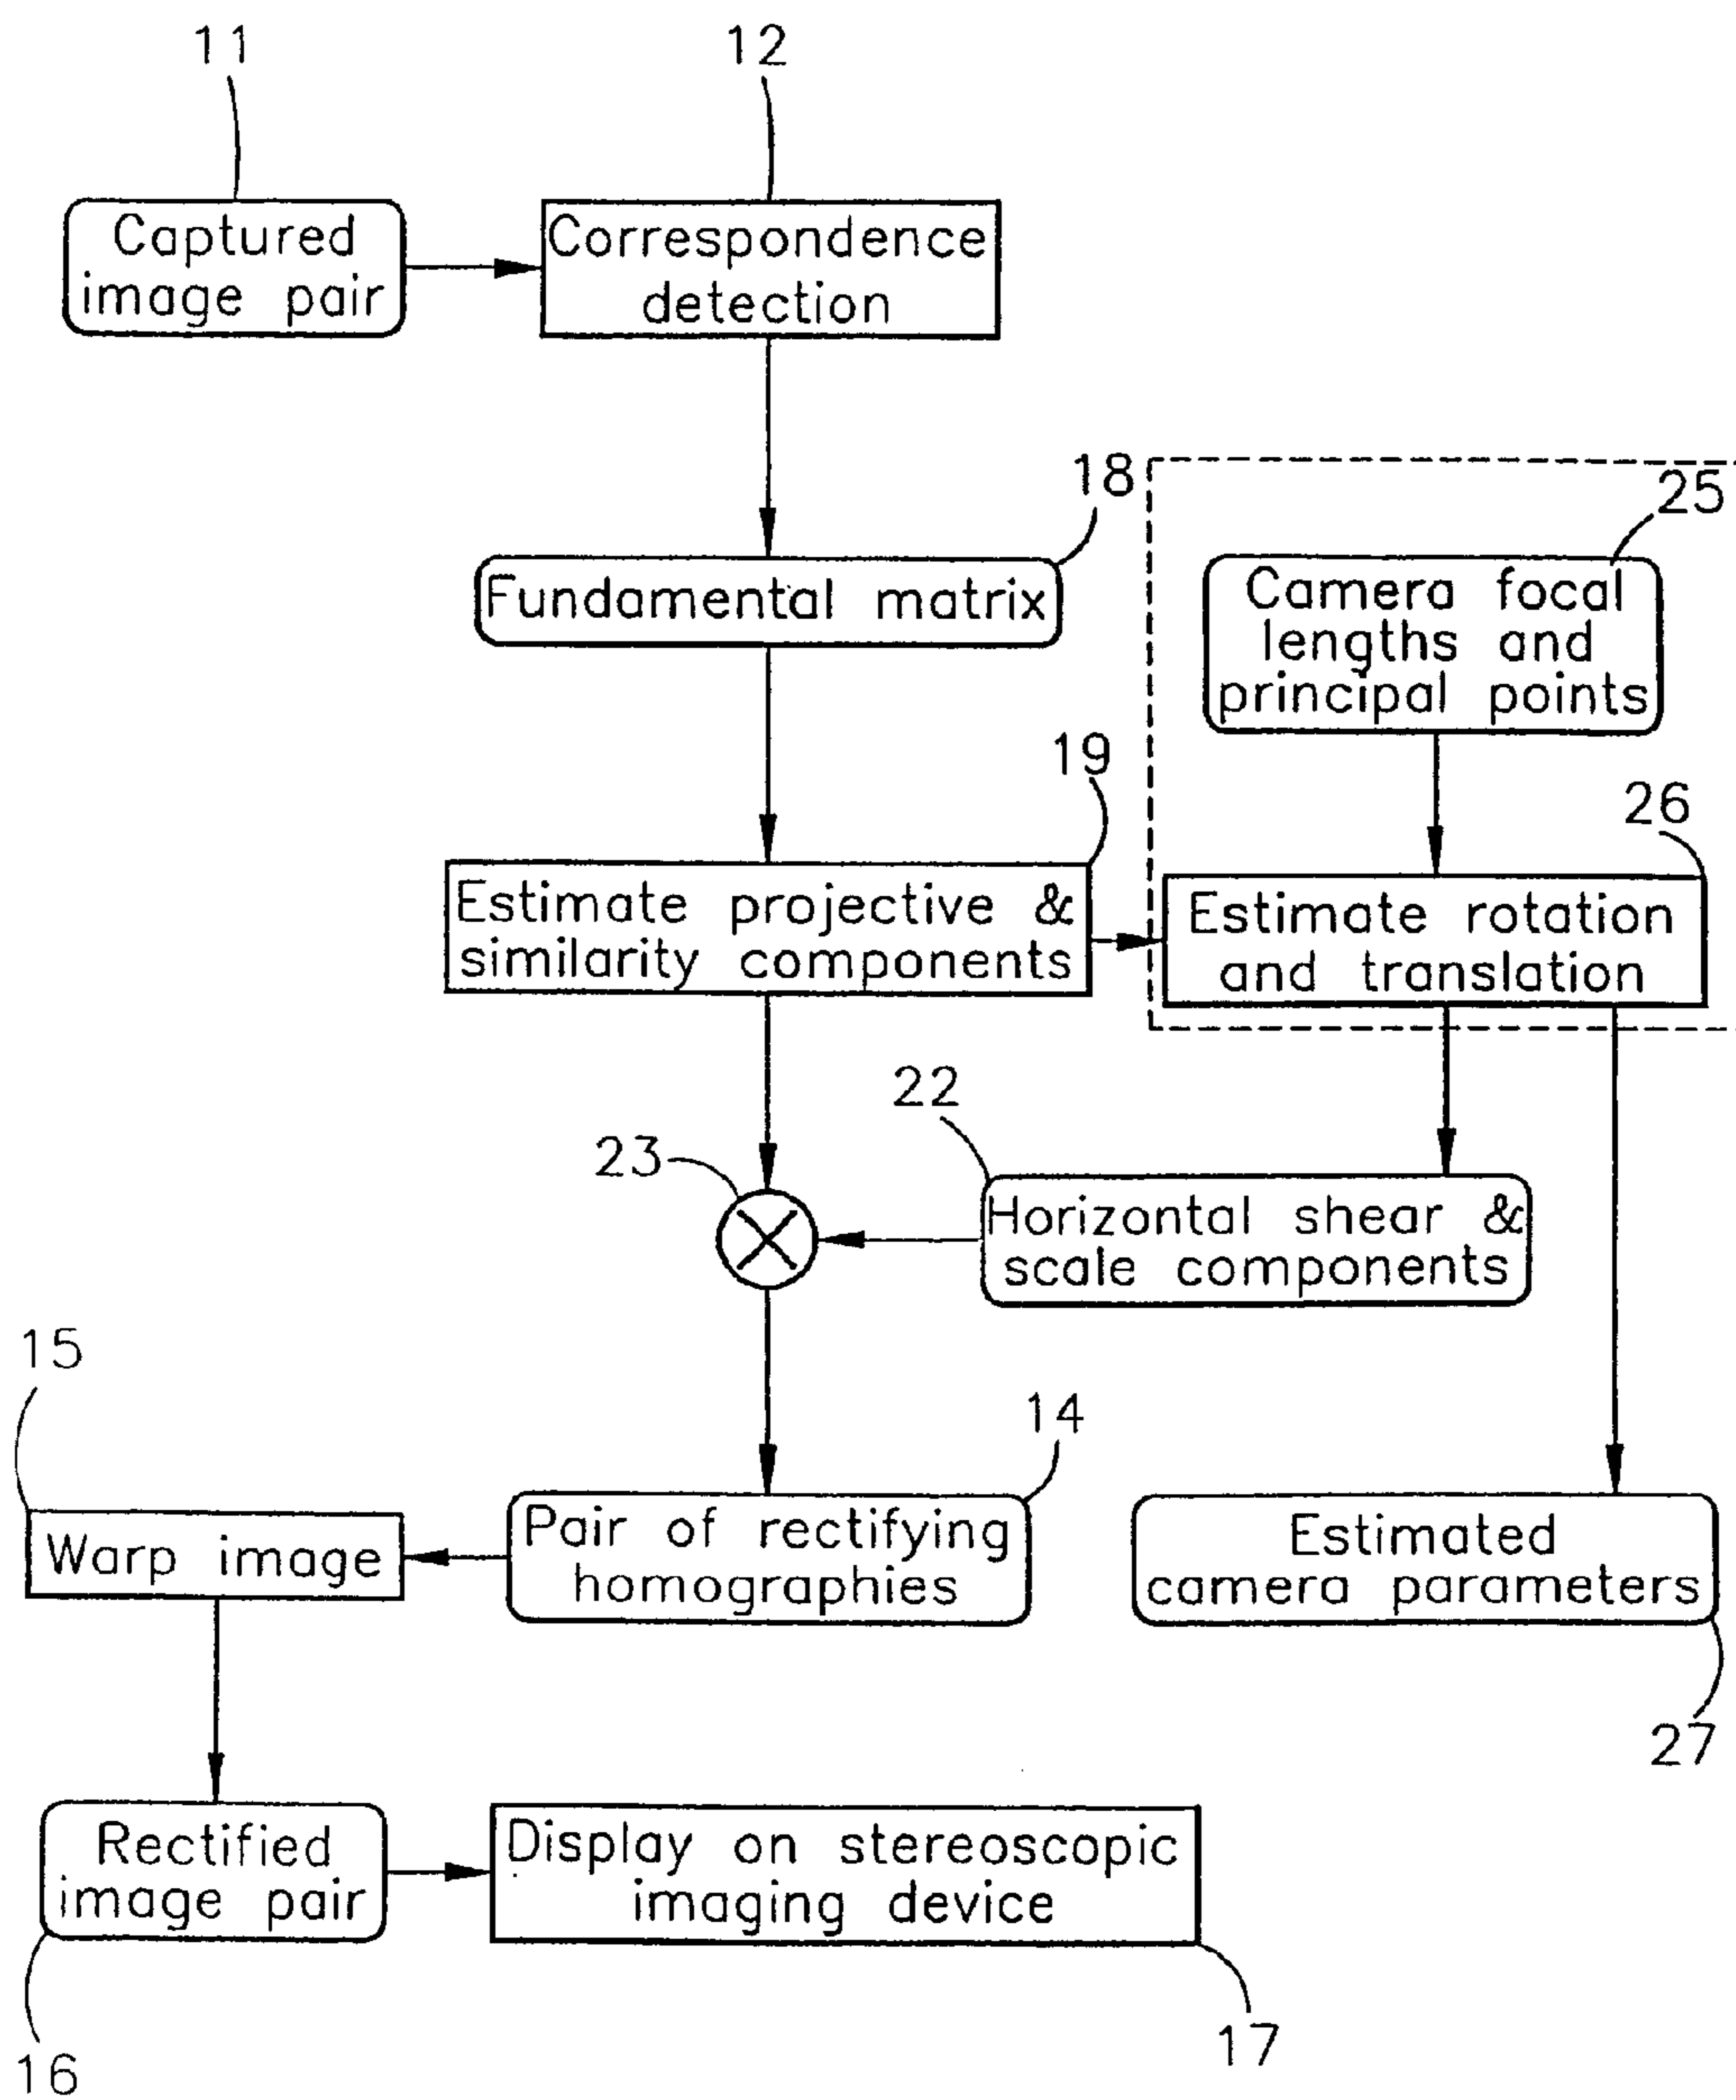 11
12
Captured
image pair
Correspondence
detection
18
25
Fundamental matrix
Camera focal
lengths and
principal points
19
26
Estimate projective &
similarity components
Estimate rotation
and translation
22
23
Horizontal shear &
scale components
15
14
Warp image
Pair of rectifying
homographies
Estimated
camera parameters
27
Rectified
image pair
Display on stereoscopic
imaging device
16
17